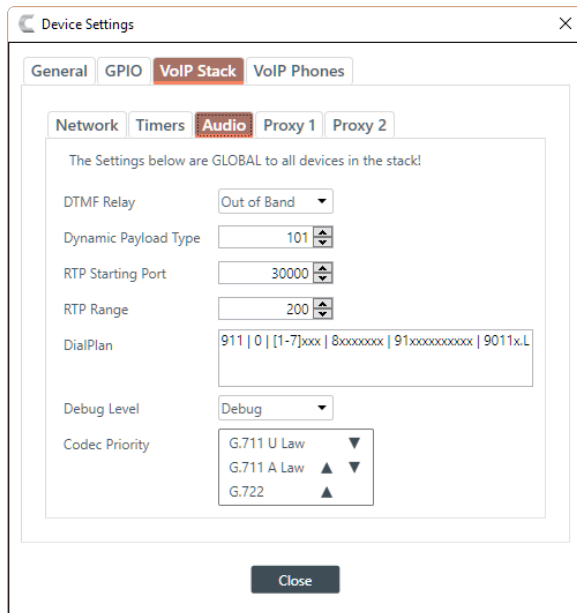 Device Settings
General GPIO VoIP Stack VoIP Phones
Network Timers Audio Proxy 1 Proxy 2
The Settings below are GLOBAL to all devices in the stack!
DTMF Relay Out of Band
Dynamic Payload Type 101
RTP Starting Port 30000
RTP Range 200
DialPlan 911 | 0 | [1-7]xxx | 8xxxxxxx | 91xxxxxxxxxx | 9011x.L
Debug Level Debug
Codec Priority G.711 U Law
G.711 A Law
G.722
Close